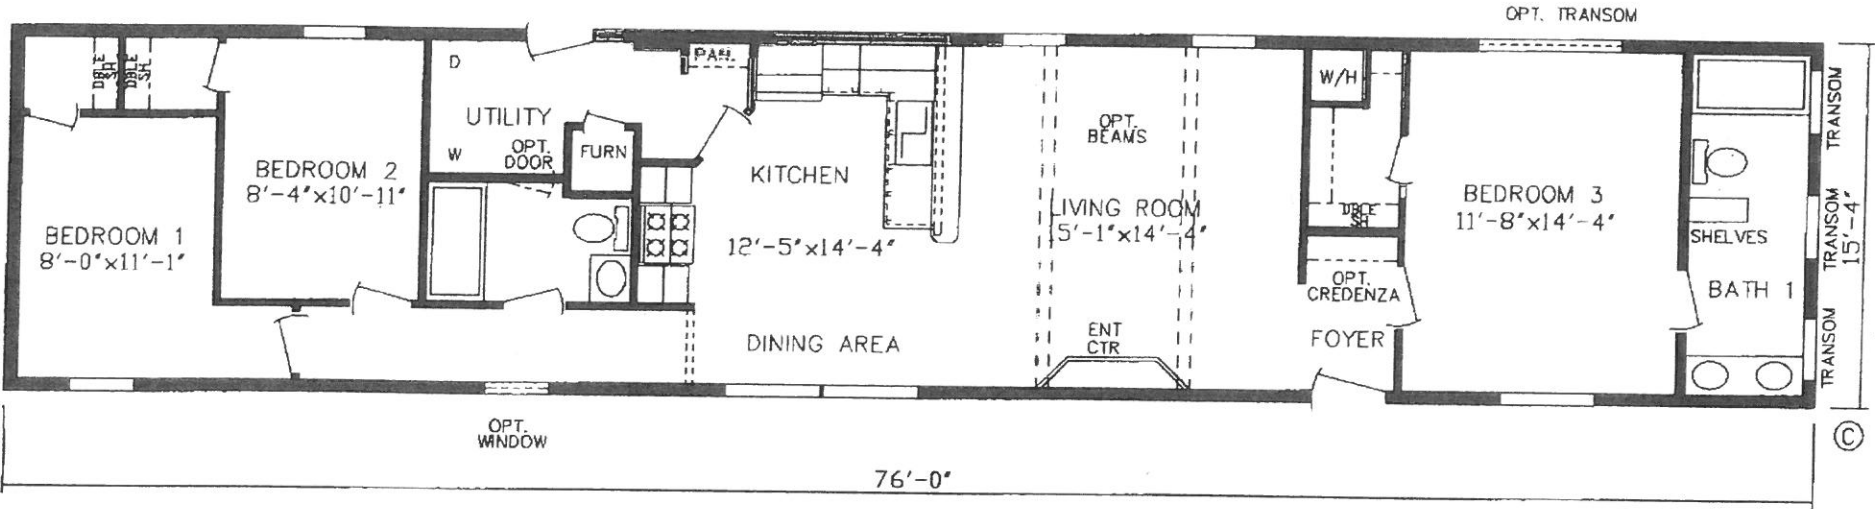 OPT. TRANSOM
DBLE
SH.
DBLE
SH.
D
PAN.
W/H
TRANSOM
UTILITY
OPT.
BEAMS
W
OPT.
DOOR
FURN
BEDROOM 2
8'-4"x10'-11"
KITCHEN
BEDROOM 3
11'-8"x14'-4"
LIVING ROOM
15'-1"x14'-4"
DBLE
SH.
TRANSOM
15'-4"
BEDROOM 1
8'-0"x11'-1"
12'-5"x14'-4"
SHELVES
OPT.
CREDENZA
BATH 1
ENT
CTR
DINING AREA
FOYER
TRANSOM
OPT.
WINDOW
C
76'-0"